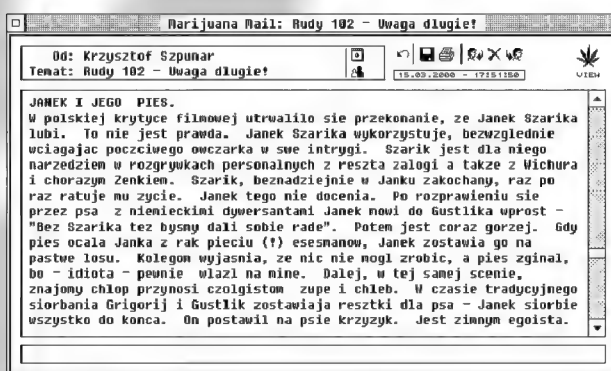 Marijuana Mail: Rudy 102 - Uwaga dlugie!
Od: Krzysztof Szpunar
Temat: Rudy 102 - Uwaga dlugie!
15.03.2000 - 17:51:50
VIEW
JANEK I JEGO PIES.
W polskiej krytyce filmowej utrwalilo sie przekonanie, ze Janek Szarika
lubi. To nie jest prawda. Janek Szarika wykorzystuje, bezwzglednie
wciagajac poczciwego owczarka w swe intrygi. Szarik jest dla niego
narzedziem w rozgrywkach personalnych z reszta zalogi a takze z Wichura
i chorazym Zenkiem. Szarik, beznadziejnie w Janku zakochany, raz po
raz ratuje mu zycie. Janek tego nie docenia. Po rozprawieniu sie
przez psa z niemieckimi dywersantami Janek mowi do Gustlika wprost -
"Bez Szarika tez bysmy dali sobie rade". Potem jest coraz gorzej. Gdy
pies ocala Janka z rak pieciu (!) esesmanow, Janek zostawia go na
pastwe losu. Kolegom wyjasnia, ze nic nie mogl zrobic, a pies zginal,
bo - idiota - pewnie wlazl na mine. Dalej, w tej samej scenie,
znajomy chlop przynosi czolgistom zupe i chleb. W czasie tradycyjnego
siorbania Grigorij i Gustlik zostawiaja resztki dla psa - Janek siorbie
wszystko do konca. On postawil na psie krzyzyk. Jest zimnym egoista.